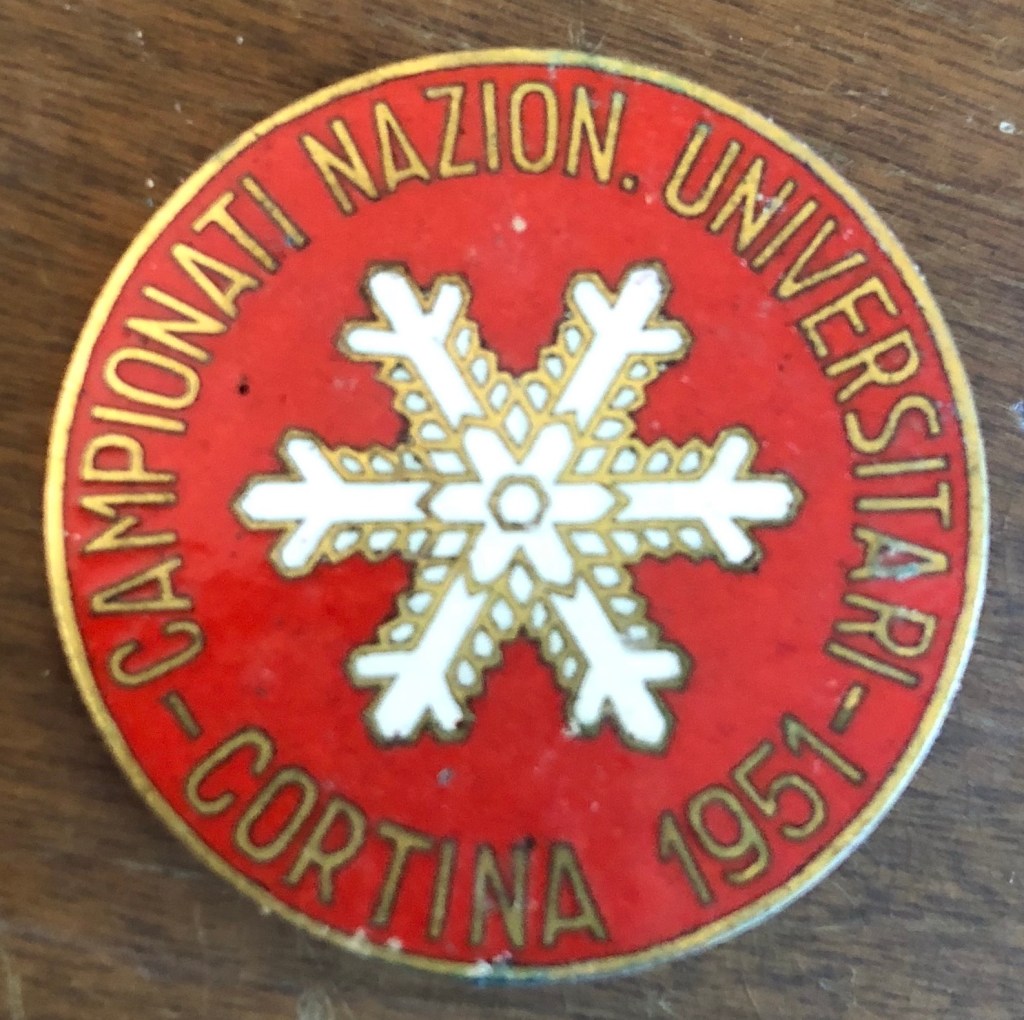 CAMPIONATI NAZION. UNIVERSITARI
- CORTINA 1951 -